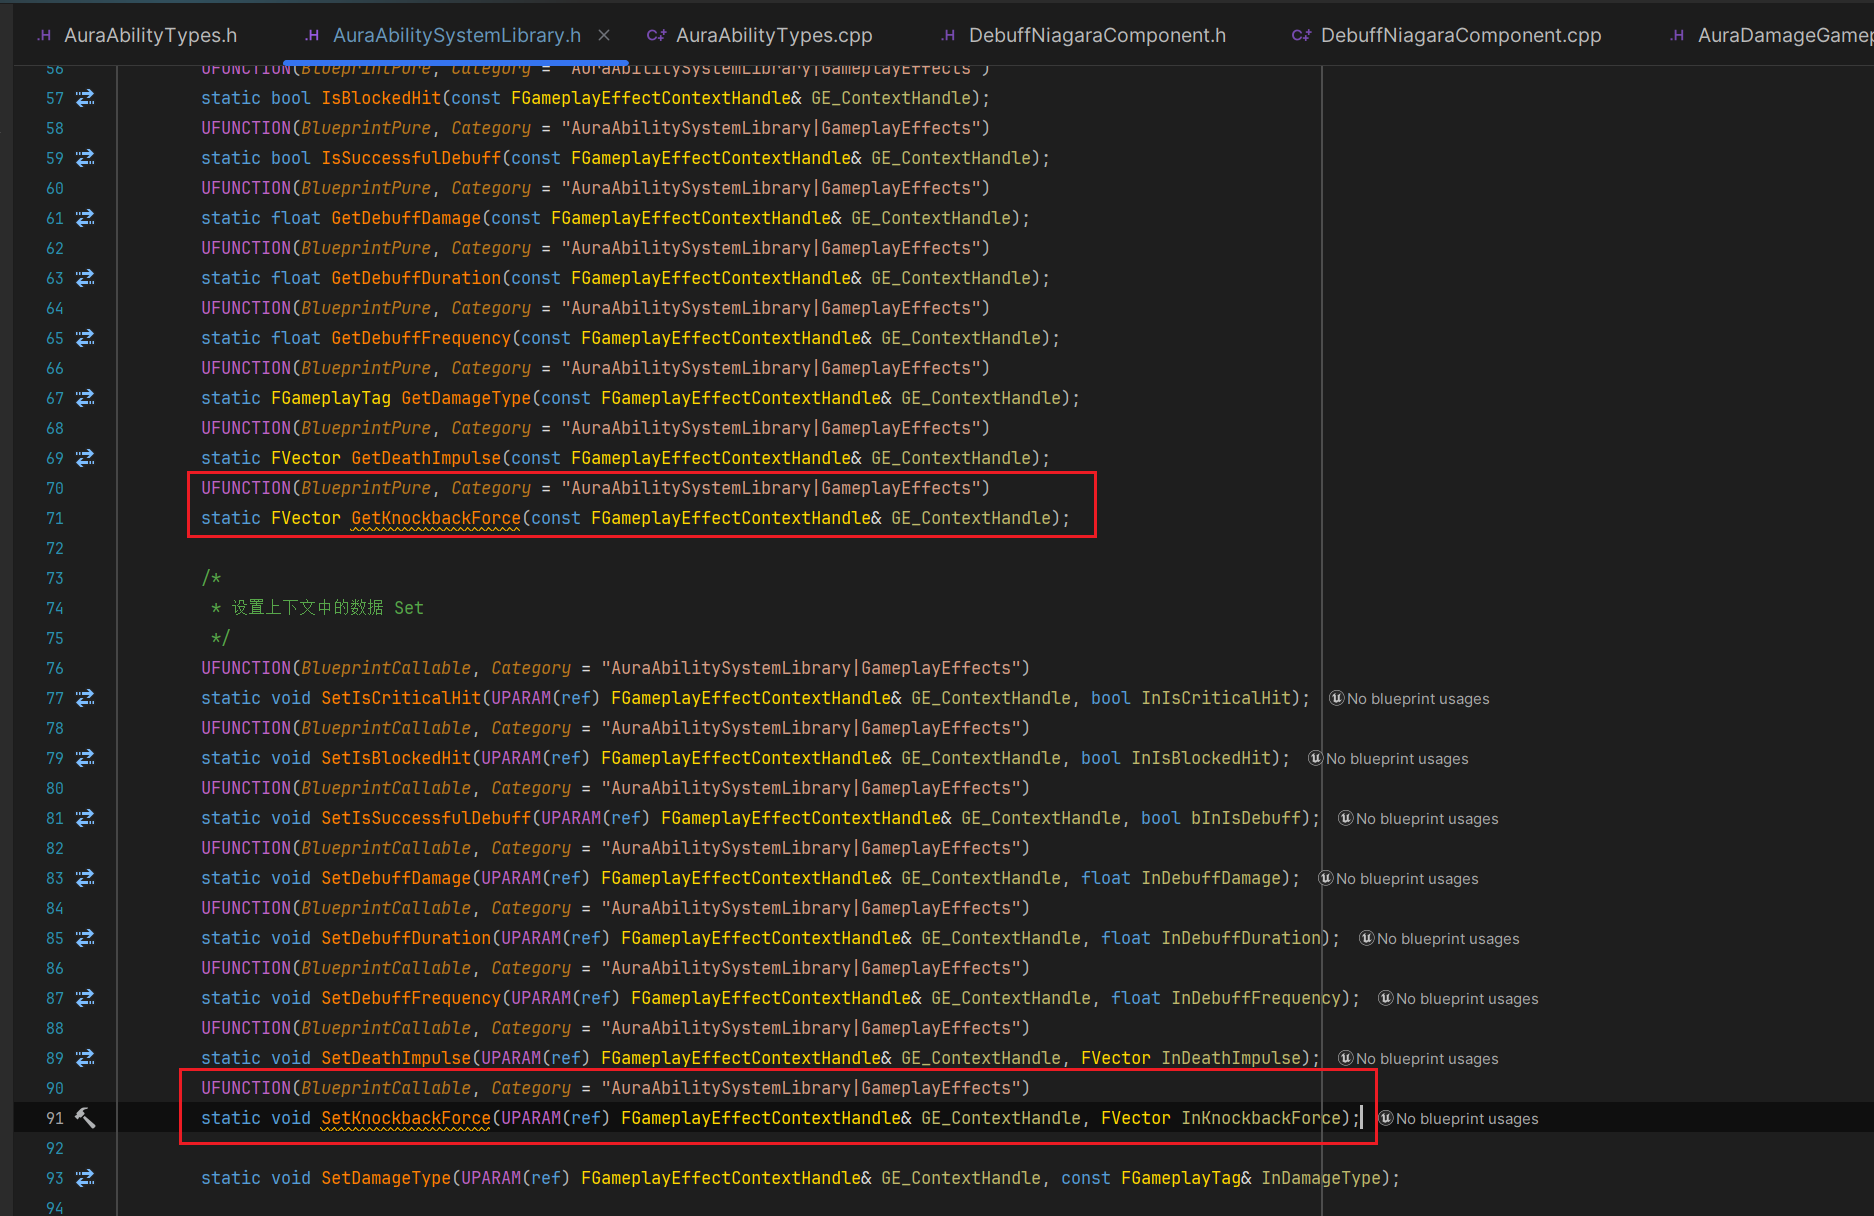 .H AuraAbilityTypes.h .H AuraAbilitySystemLibrary.h × C++ AuraAbilityTypes.cpp .H DebuffNiagaraComponent.h C++ DebuffNiagaraComponent.cpp .H AuraDamageGamep
56 UFUNCTION(BlueprintPure, Category = "AuraAbilitySystemLibrary|GameplayEffects")
57 static bool IsBlockedHit(const FGameplayEffectContextHandle& GE_ContextHandle);
58 UFUNCTION(BlueprintPure, Category = "AuraAbilitySystemLibrary|GameplayEffects")
59 static bool IsSuccessfulDebuff(const FGameplayEffectContextHandle& GE_ContextHandle);
60 UFUNCTION(BlueprintPure, Category = "AuraAbilitySystemLibrary|GameplayEffects")
61 static float GetDebuffDamage(const FGameplayEffectContextHandle& GE_ContextHandle);
62 UFUNCTION(BlueprintPure, Category = "AuraAbilitySystemLibrary|GameplayEffects")
63 static float GetDebuffDuration(const FGameplayEffectContextHandle& GE_ContextHandle);
64 UFUNCTION(BlueprintPure, Category = "AuraAbilitySystemLibrary|GameplayEffects")
65 static float GetDebuffFrequency(const FGameplayEffectContextHandle& GE_ContextHandle);
66 UFUNCTION(BlueprintPure, Category = "AuraAbilitySystemLibrary|GameplayEffects")
67 static FGameplayTag GetDamageType(const FGameplayEffectContextHandle& GE_ContextHandle);
68 UFUNCTION(BlueprintPure, Category = "AuraAbilitySystemLibrary|GameplayEffects")
69 static FVector GetDeathImpulse(const FGameplayEffectContextHandle& GE_ContextHandle);
70 UFUNCTION(BlueprintPure, Category = "AuraAbilitySystemLibrary|GameplayEffects")
71 static FVector GetKnockbackForce(const FGameplayEffectContextHandle& GE_ContextHandle);
72
73 /*
74 * 设置上下文中的数据 Set
75 */
76 UFUNCTION(BlueprintCallable, Category = "AuraAbilitySystemLibrary|GameplayEffects")
77 static void SetIsCriticalHit(UPARAM(ref) FGameplayEffectContextHandle& GE_ContextHandle, bool InIsCriticalHit); No blueprint usages
78 UFUNCTION(BlueprintCallable, Category = "AuraAbilitySystemLibrary|GameplayEffects")
79 static void SetIsBlockedHit(UPARAM(ref) FGameplayEffectContextHandle& GE_ContextHandle, bool InIsBlockedHit); No blueprint usages
80 UFUNCTION(BlueprintCallable, Category = "AuraAbilitySystemLibrary|GameplayEffects")
81 static void SetIsSuccessfulDebuff(UPARAM(ref) FGameplayEffectContextHandle& GE_ContextHandle, bool bInIsDebuff); No blueprint usages
82 UFUNCTION(BlueprintCallable, Category = "AuraAbilitySystemLibrary|GameplayEffects")
83 static void SetDebuffDamage(UPARAM(ref) FGameplayEffectContextHandle& GE_ContextHandle, float InDebuffDamage); No blueprint usages
84 UFUNCTION(BlueprintCallable, Category = "AuraAbilitySystemLibrary|GameplayEffects")
85 static void SetDebuffDuration(UPARAM(ref) FGameplayEffectContextHandle& GE_ContextHandle, float InDebuffDuration); No blueprint usages
86 UFUNCTION(BlueprintCallable, Category = "AuraAbilitySystemLibrary|GameplayEffects")
87 static void SetDebuffFrequency(UPARAM(ref) FGameplayEffectContextHandle& GE_ContextHandle, float InDebuffFrequency); No blueprint usages
88 UFUNCTION(BlueprintCallable, Category = "AuraAbilitySystemLibrary|GameplayEffects")
89 static void SetDeathImpulse(UPARAM(ref) FGameplayEffectContextHandle& GE_ContextHandle, FVector InDeathImpulse); No blueprint usages
90 UFUNCTION(BlueprintCallable, Category = "AuraAbilitySystemLibrary|GameplayEffects")
91 static void SetKnockbackForce(UPARAM(ref) FGameplayEffectContextHandle& GE_ContextHandle, FVector InKnockbackForce); No blueprint usages
92
93 static void SetDamageType(UPARAM(ref) FGameplayEffectContextHandle& GE_ContextHandle, const FGameplayTag& InDamageType);
94